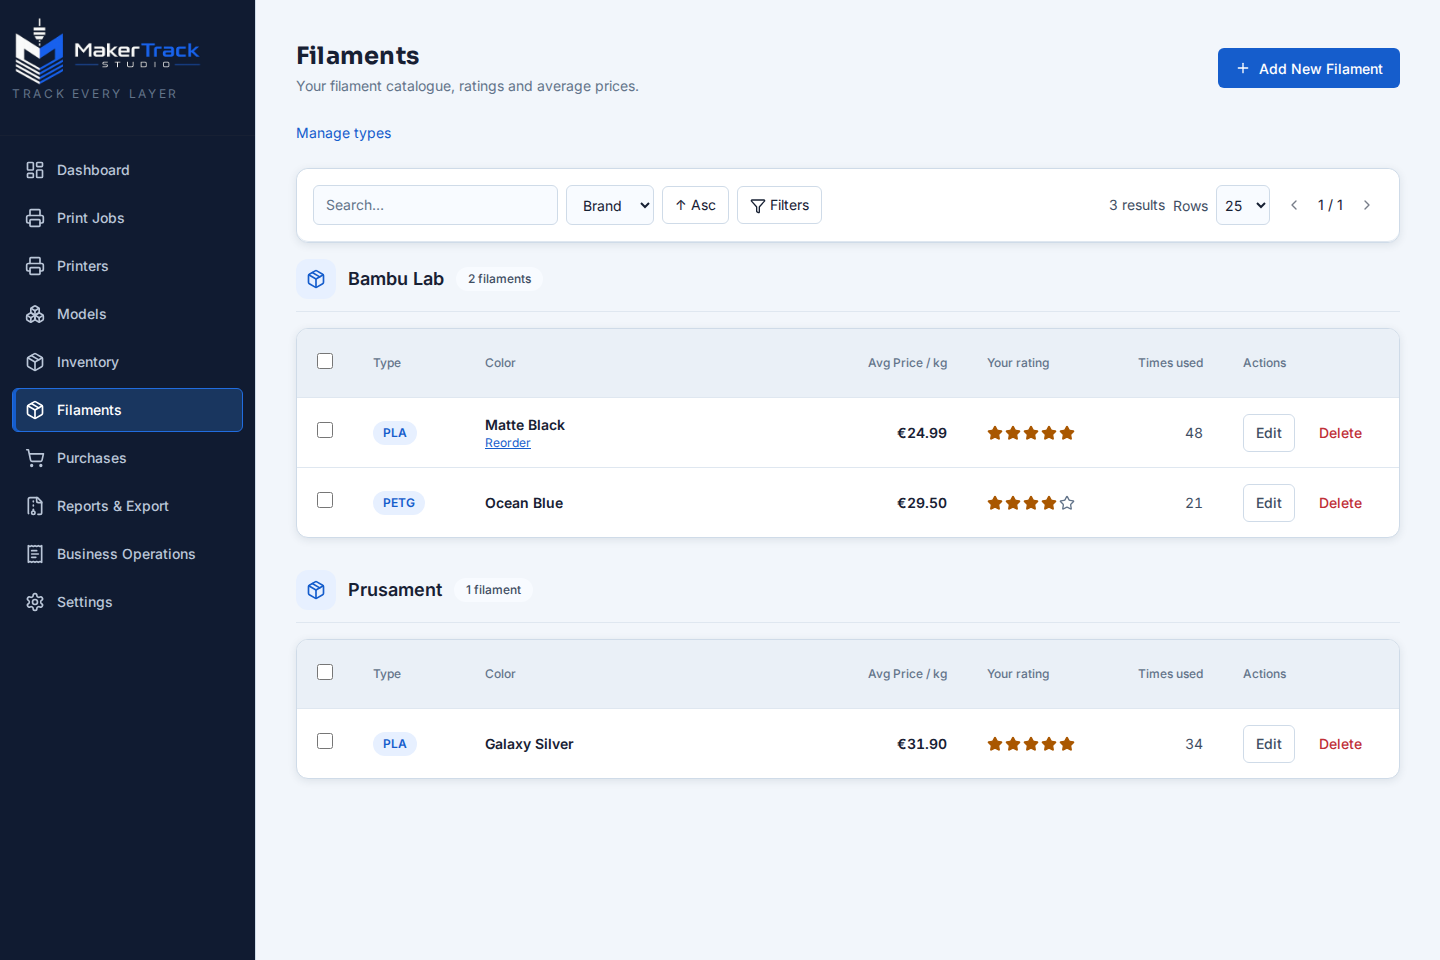 MakerTrack
STUDIO
TRACK EVERY LAYER
Dashboard
Print Jobs
Printers
Models
Inventory
Filaments
Purchases
Reports & Export
Business Operations
Settings
Filaments
Your filament catalogue, ratings and average prices.
+ Add New Filament
Manage types
Search...
Brand
↑ Asc
Filters
3 results Rows 25 1 / 1
Bambu Lab 2 filaments
Type Color Avg Price / kg Your rating Times used Actions
PLA Matte Black €24.99 48 Edit Delete
Reorder
PETG Ocean Blue €29.50 21 Edit Delete
Prusament 1 filament
Type Color Avg Price / kg Your rating Times used Actions
PLA Galaxy Silver €31.90 34 Edit Delete